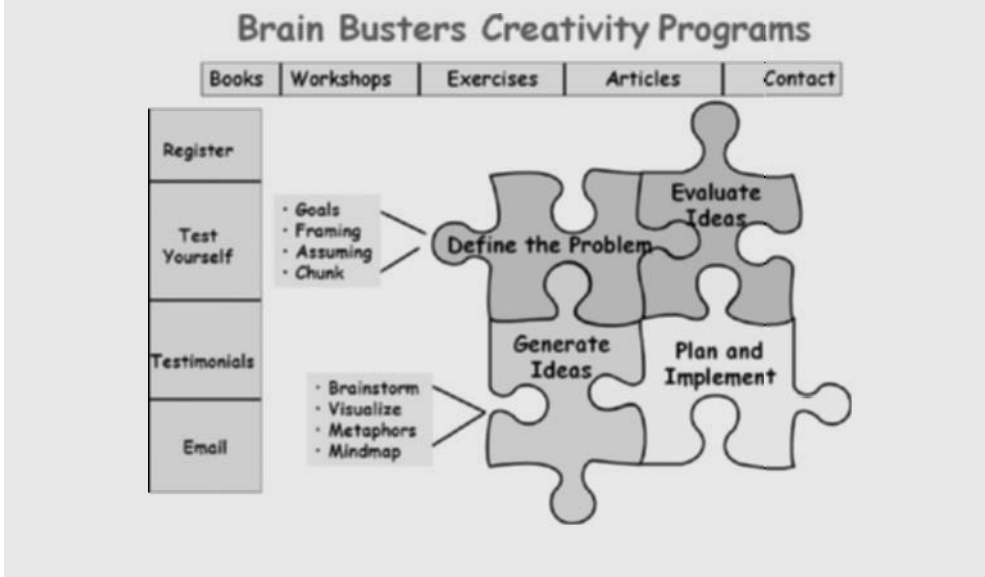 Brain Busters Creativity Programs
Books Workshops Exercises Articles Contact
Register
Test
Yourself
Testimonials
Email
· Goals
· Framing
· Assuming
· Chunk
Define the Problem
Evaluate
Ideas
· Brainstorm
· Visualize
· Metaphors
· Mindmap
Generate
Ideas
Plan and
Implement